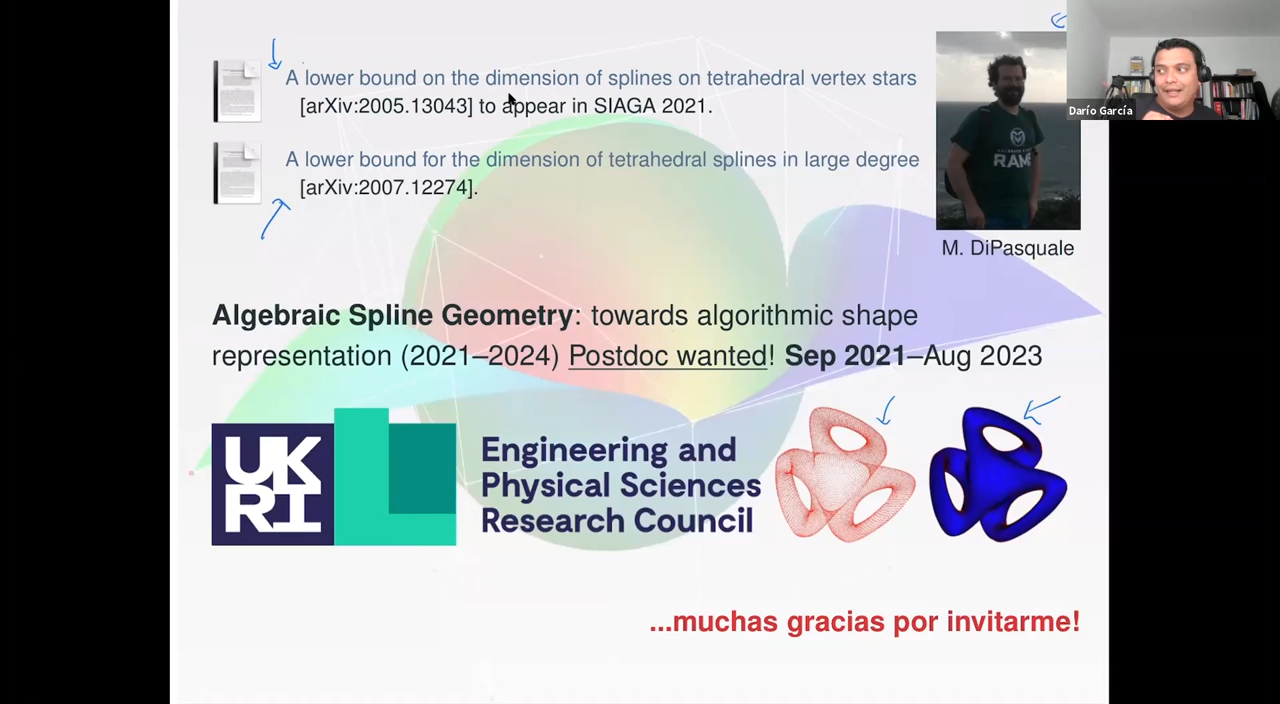 A lower bound on the dimension of splines on tetrahedral vertex stars
[arXiv:2005.13043] to appear in SIAGA 2021.
A lower bound for the dimension of tetrahedral splines in large degree
[arXiv:2007.12274].
Darío García
RAMS
M. DiPasquale
Algebraic Spline Geometry: towards algorithmic shape
representation (2021–2024) Postdoc wanted! Sep 2021–Aug 2023
UK
RI
Engineering and
Physical Sciences
Research Council
...muchas gracias por invitarme!